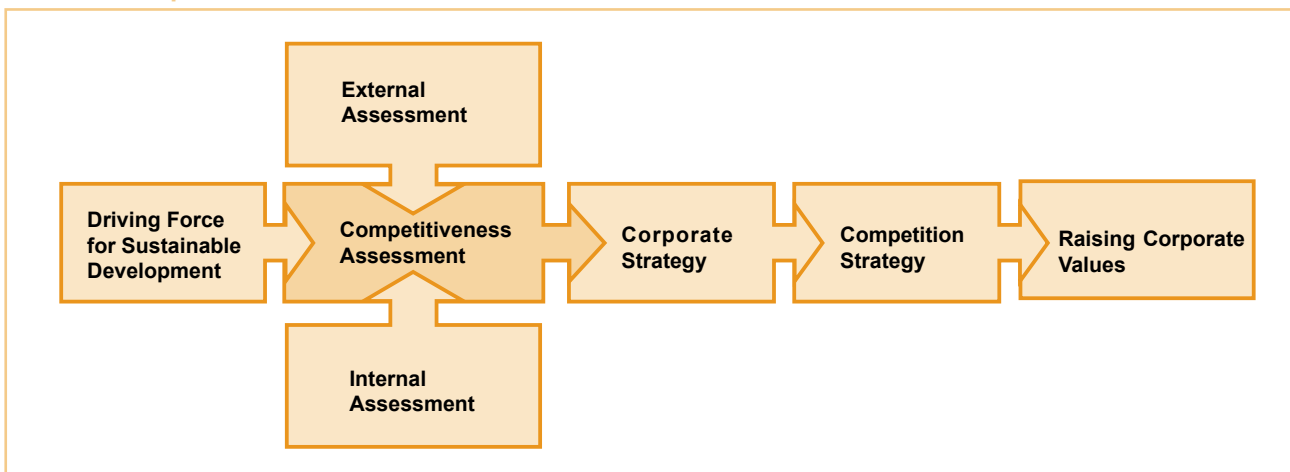 External
Assessment
Driving Force
for Sustainable
Development
Competitiveness
Assessment
Corporate
Strategy
Competition
Strategy
Raising Corporate
Values
Internal
Assessment